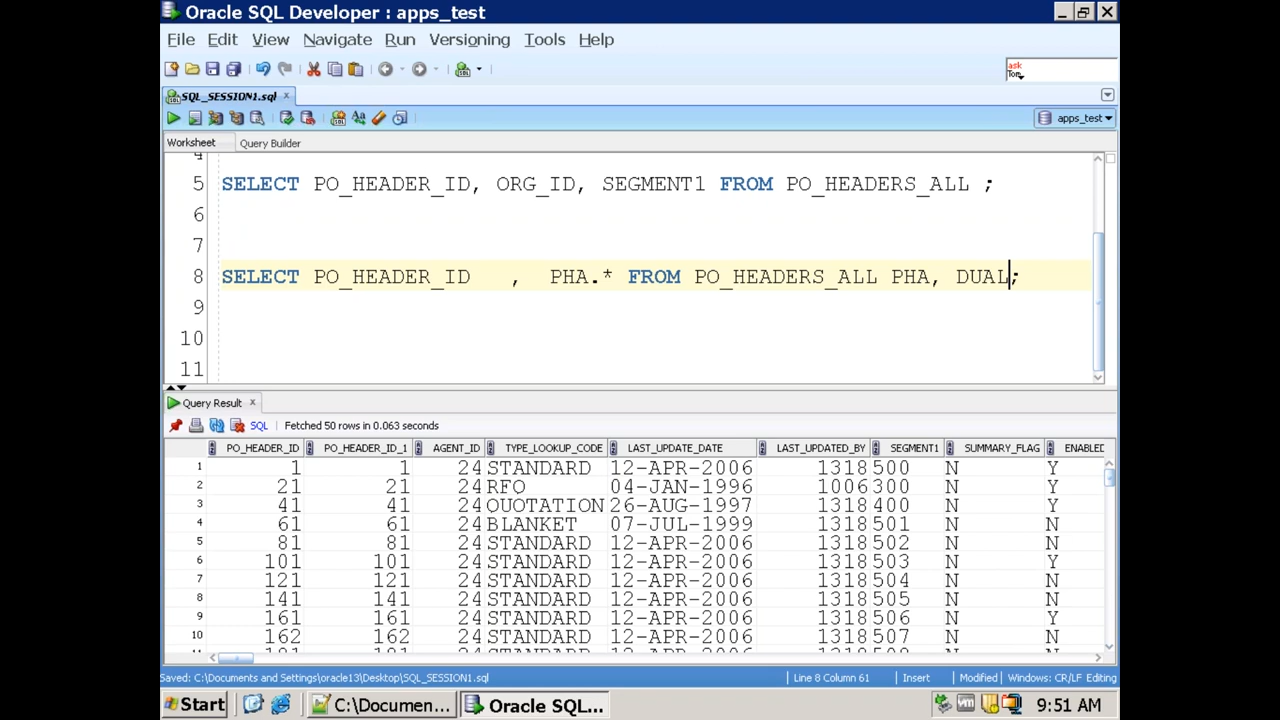 Oracle SQL Developer : apps_test
File Edit View Navigate Run Versioning Tools Help
ask
Tom
SQL_SESSION1.sql
apps_test
Worksheet Query Builder
4
5 SELECT PO_HEADER_ID, ORG_ID, SEGMENT1 FROM PO_HEADERS_ALL ;
6
7
8 SELECT PO_HEADER_ID , PHA.* FROM PO_HEADERS_ALL PHA, DUAL;
9
10
11
Query Result
SQL Fetched 50 rows in 0.063 seconds
PO_HEADER_ID PO_HEADER_ID_1 AGENT_ID TYPE_LOOKUP_CODE LAST_UPDATE_DATE LAST_UPDATED_BY SEGMENT1 SUMMARY_FLAG ENABLED
1 1 1 24 STANDARD 12-APR-2006 1318 500 N Y
2 21 21 24 RFQ 04-JAN-1996 1006 300 N Y
3 41 41 24 QUOTATION 26-AUG-1997 1318 400 N Y
4 61 61 24 BLANKET 07-JUL-1999 1318 501 N N
5 81 81 24 STANDARD 12-APR-2006 1318 502 N N
6 101 101 24 STANDARD 12-APR-2006 1318 503 N Y
7 121 121 24 STANDARD 12-APR-2006 1318 504 N N
8 141 141 24 STANDARD 12-APR-2006 1318 505 N N
9 161 161 24 STANDARD 12-APR-2006 1318 506 N Y
10 162 162 24 STANDARD 12-APR-2006 1318 507 N N
Saved: C:\Documents and Settings\oracle13\Desktop\SQL_SESSION1.sql Line 8 Column 61 Insert Modified Windows: CR/LF Editing
Start C:\Documen... Oracle SQL... 9:51 AM